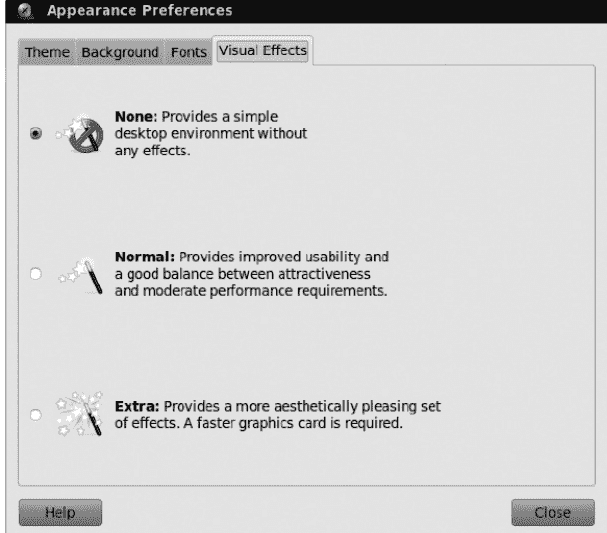 Appearance Preferences
Theme Background Fonts Visual Effects
None: Provides a simple
desktop environment without
any effects.
Normal: Provides improved usability and
a good balance between attractiveness
and moderate performance requirements.
Extra: Provides a more aesthetically pleasing set
of effects. A faster graphics card is required.
Help Close